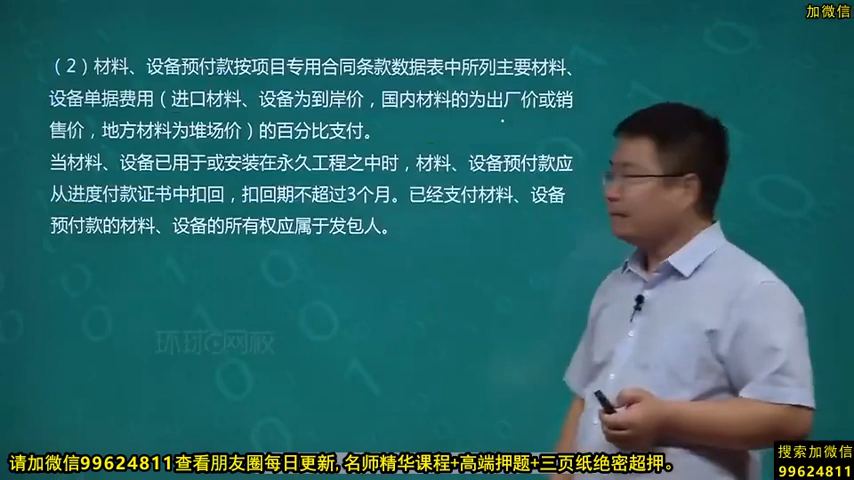 加微信
（2）材料、设备预付款按项目专用合同条款数据表中所列主要材料、
设备单据费用（进口材料、设备为到岸价，国内材料的为出厂价或销
售价，地方材料为堆场价）的百分比支付。
当材料、设备已用于或安装在永久工程之中时，材料、设备预付款应
从进度付款证书中扣回，扣回期不超过3个月。已经支付材料、设备
预付款的材料、设备的所有权应属于发包人。
环球网校
请加微信99624811查看朋友圈每日更新，名师精华课程+高端押题+三页纸绝密超押。
搜索加微信
99624811